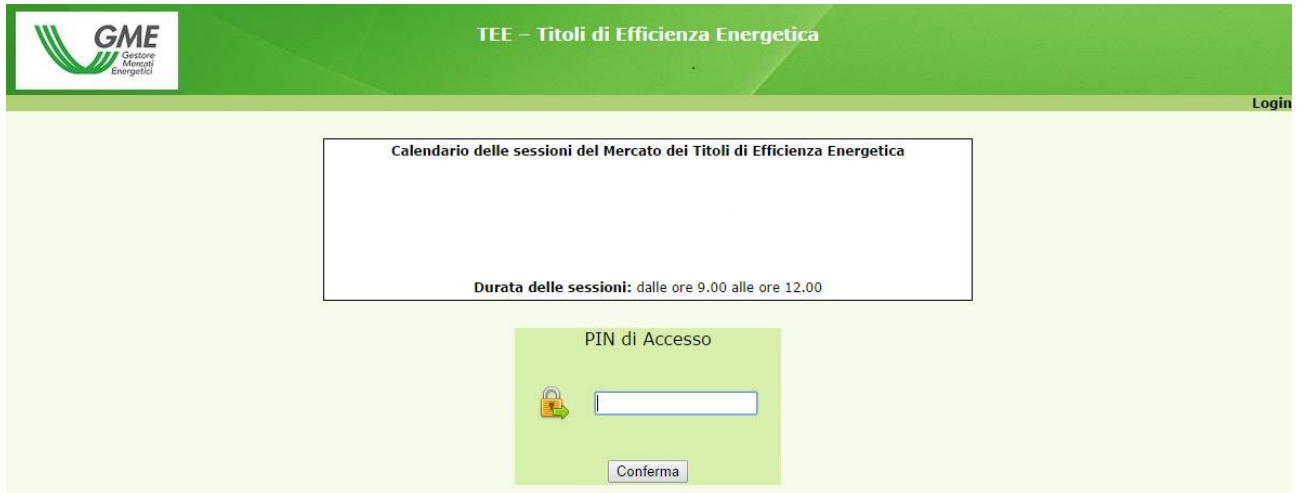 GME
Gestore
Mercati
Energetici
TEE – Titoli di Efficienza Energetica
.
Login
Calendario delle sessioni del Mercato dei Titoli di Efficienza Energetica
Durata delle sessioni: dalle ore 9.00 alle ore 12.00
PIN di Accesso
Conferma